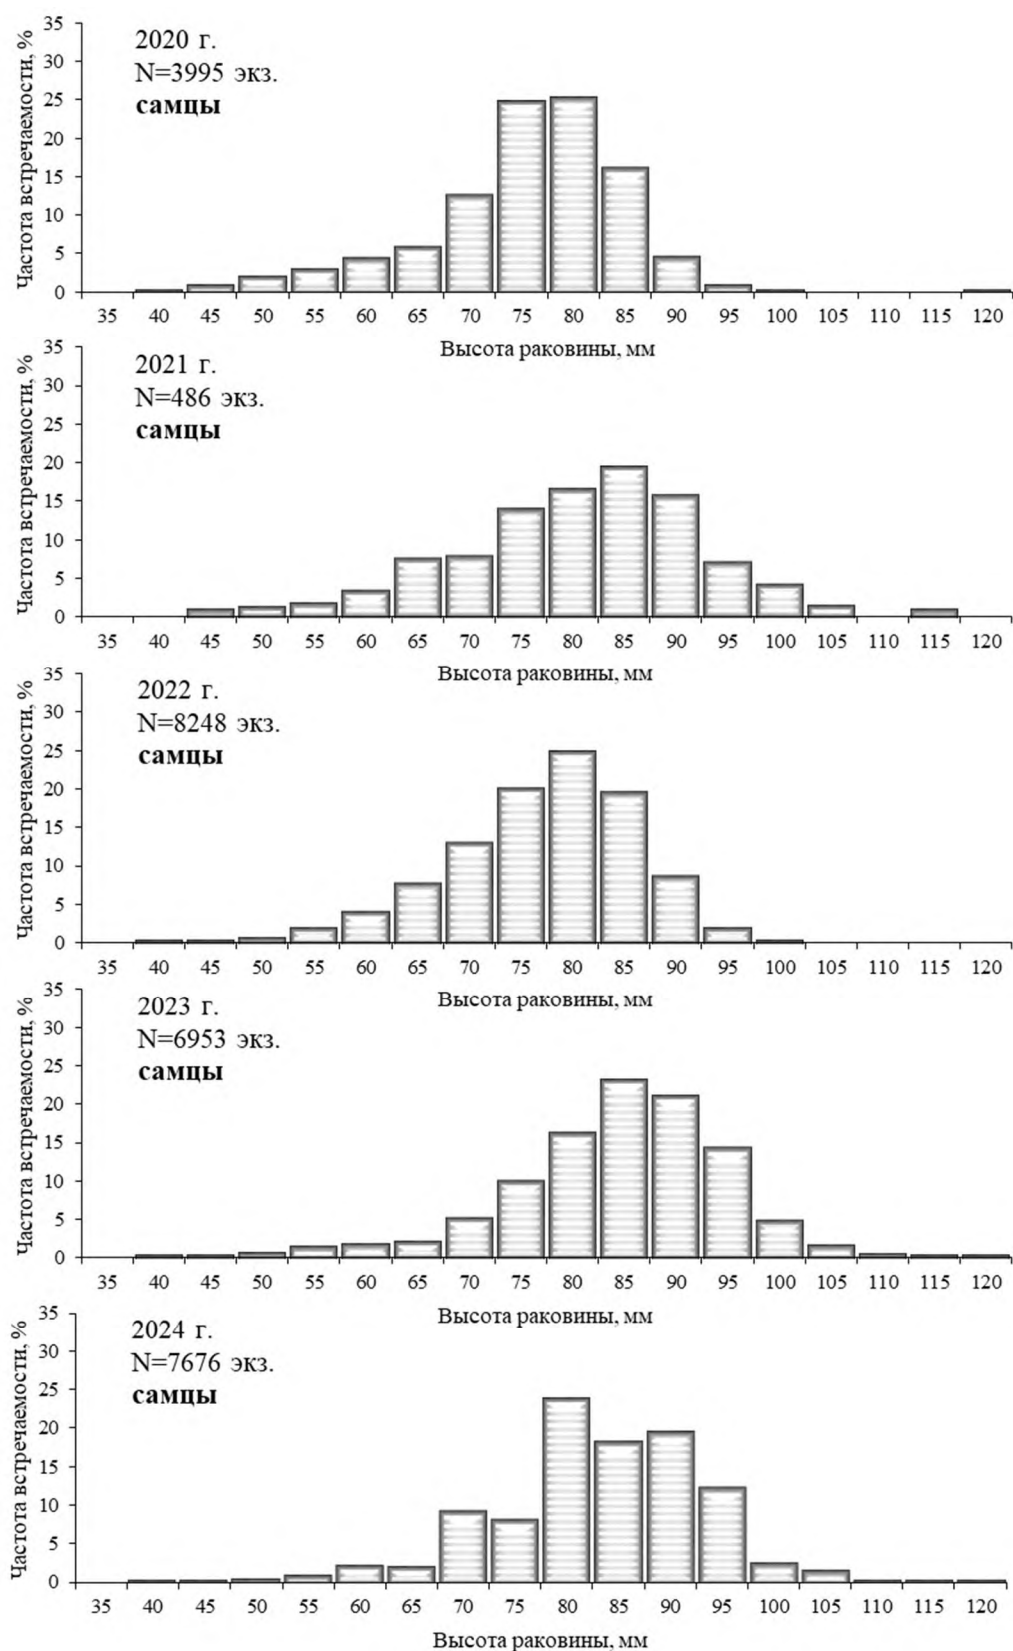 35
2020 г.
N=3995 экз.
самцы
30
25
20
15
10
5
0
Частота встречаемости, %
35 40 45 50 55 60 65 70 75 80 85 90 95 100 105 110 115 120
Высота раковины, мм
35
2021 г.
N=486 экз.
самцы
30
25
20
15
10
5
0
Частота встречаемости, %
35 40 45 50 55 60 65 70 75 80 85 90 95 100 105 110 115 120
Высота раковины, мм
35
2022 г.
N=8248 экз.
самцы
30
25
20
15
10
5
0
Частота встречаемости, %
35 40 45 50 55 60 65 70 75 80 85 90 95 100 105 110 115 120
Высота раковины, мм
35
2023 г.
N=6953 экз.
самцы
30
25
20
15
10
5
0
Частота встречаемости, %
35 40 45 50 55 60 65 70 75 80 85 90 95 100 105 110 115 120
Высота раковины, мм
35
2024 г.
N=7676 экз.
самцы
30
25
20
15
10
5
0
Частота встречаемости, %
35 40 45 50 55 60 65 70 75 80 85 90 95 100 105 110 115 120
Высота раковины, мм